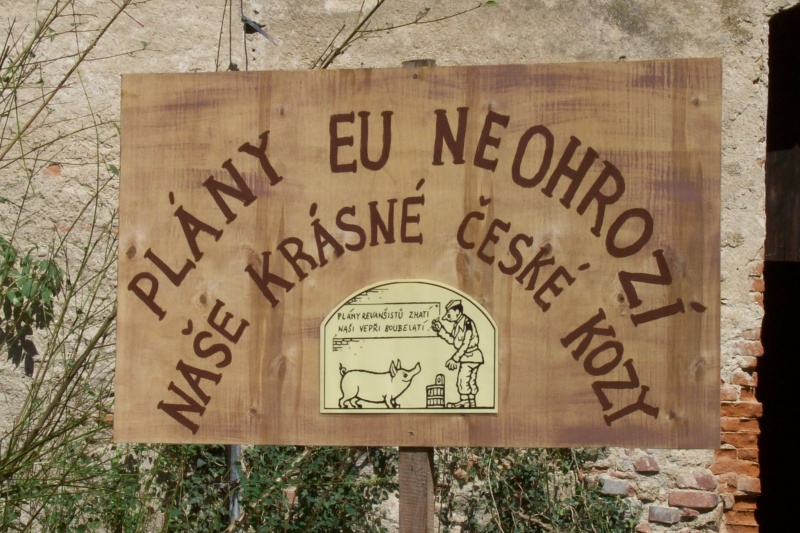 PLÁNY EU NEOHROZÍ
NAŠE KRÁSNÉ ČESKÉ KOZY
PLÁNY REVANŠISTŮ ZHATÍ
NAŠI VEPŘI BOUBELATÍ